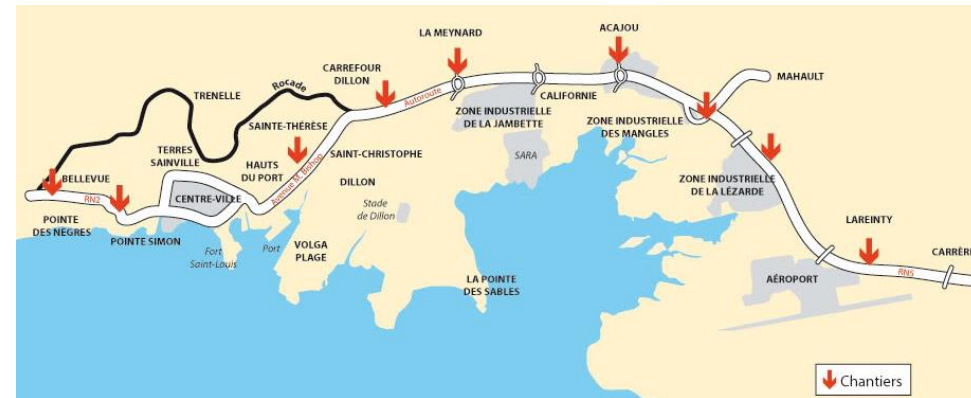 ACAJOU
LA MEYNARD
CARREFOUR
DILLON
MAHAULT
Rocade
TRENELLE
Autoroute
CALIFORNIE
ZONE INDUSTRIELLE
DE LA JAMBETTE
ZONE INDUSTRIELLE
DES MANGLES
SAINTE-THÉRÈSE
TERRES
SAINVILLE
HAUTS
DU PORT
SAINT-CHRISTOPHE
SARA
Avenue M. Bishop
BELLEVUE
ZONE INDUSTRIELLE
DE LA LÉZARDE
DILLON
RN2
CENTRE-VILLE
Stade
de Dillon
POINTE
DES NÈGRES
POINTE SIMON
LAREINTY
Fort
Saint-Louis
Port
VOLGA
PLAGE
CARRÈR
LA POINTE
DES SABLES
AÉROPORT
RN5
Chantiers